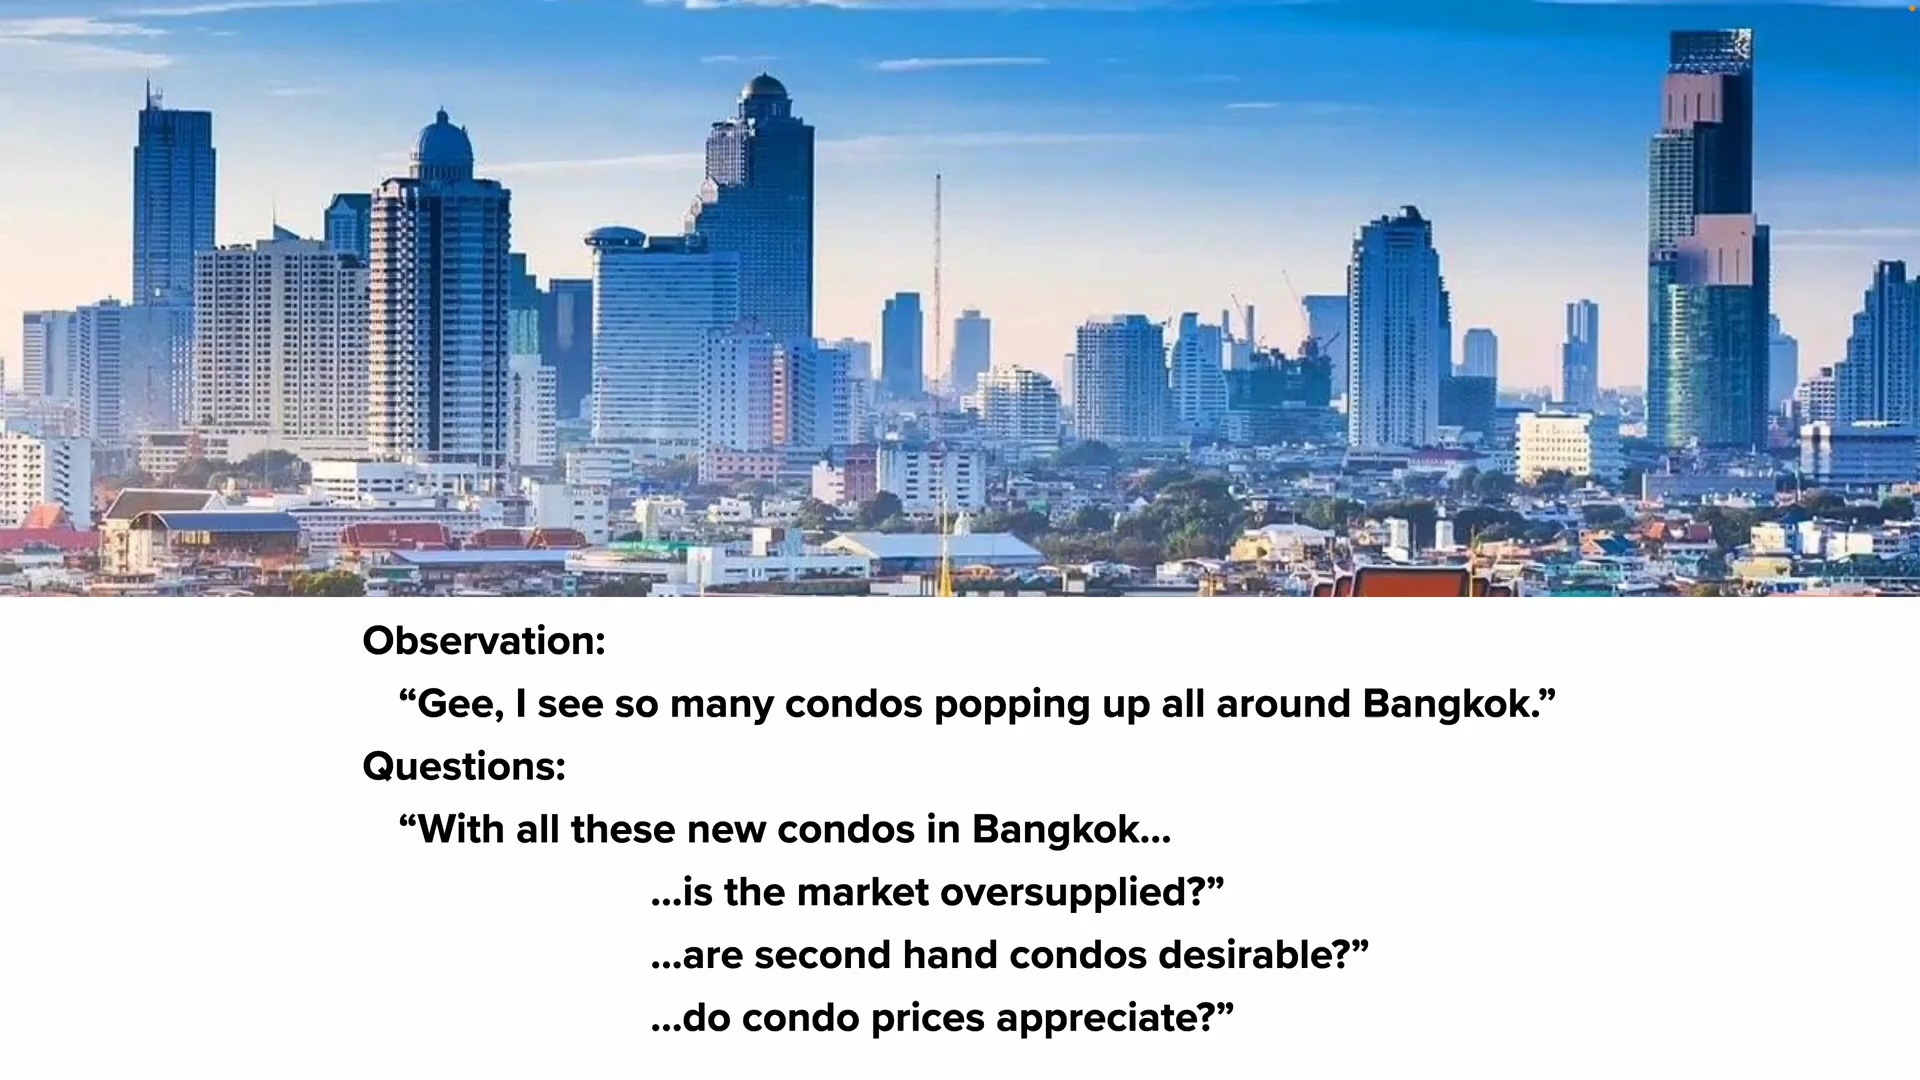 Observation:
“Gee, I see so many condos popping up all around Bangkok.”
Questions:
“With all these new condos in Bangkok...
...is the market oversupplied?”
...are second hand condos desirable?”
...do condo prices appreciate?”